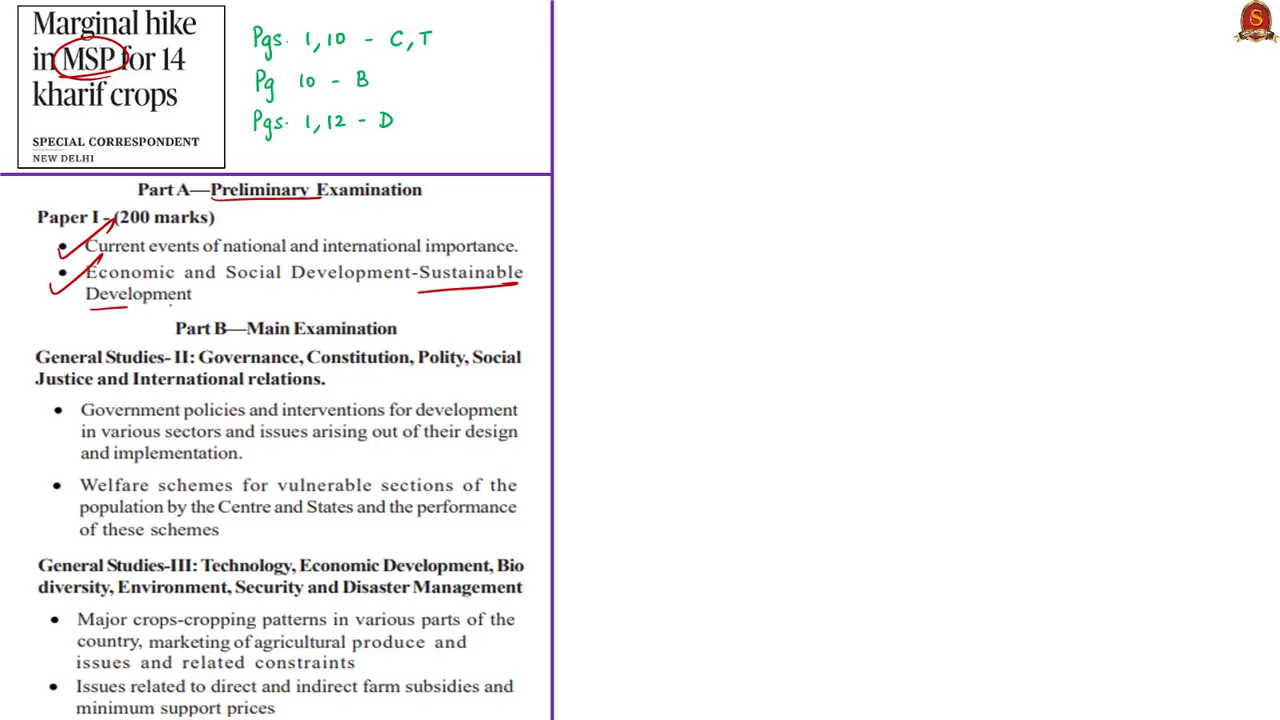 Marginal hike
in MSP for 14
kharif crops
SPECIAL CORRESPONDENT
NEW DELHI
Pgs. 1,10 - C, T
Pg 10 - B
Pgs. 1,12 - D
S
Part A—Preliminary Examination
Paper I - (200 marks)
• Current events of national and international importance.
• Economic and Social Development-Sustainable
Development
Part B—Main Examination
General Studies- II: Governance, Constitution, Polity, Social
Justice and International relations.
• Government policies and interventions for development
in various sectors and issues arising out of their design
and implementation.
• Welfare schemes for vulnerable sections of the
population by the Centre and States and the performance
of these schemes
General Studies-III: Technology, Economic Development, Bio
diversity, Environment, Security and Disaster Management
• Major crops-cropping patterns in various parts of the
country, marketing of agricultural produce and
issues and related constraints
• Issues related to direct and indirect farm subsidies and
minimum support prices